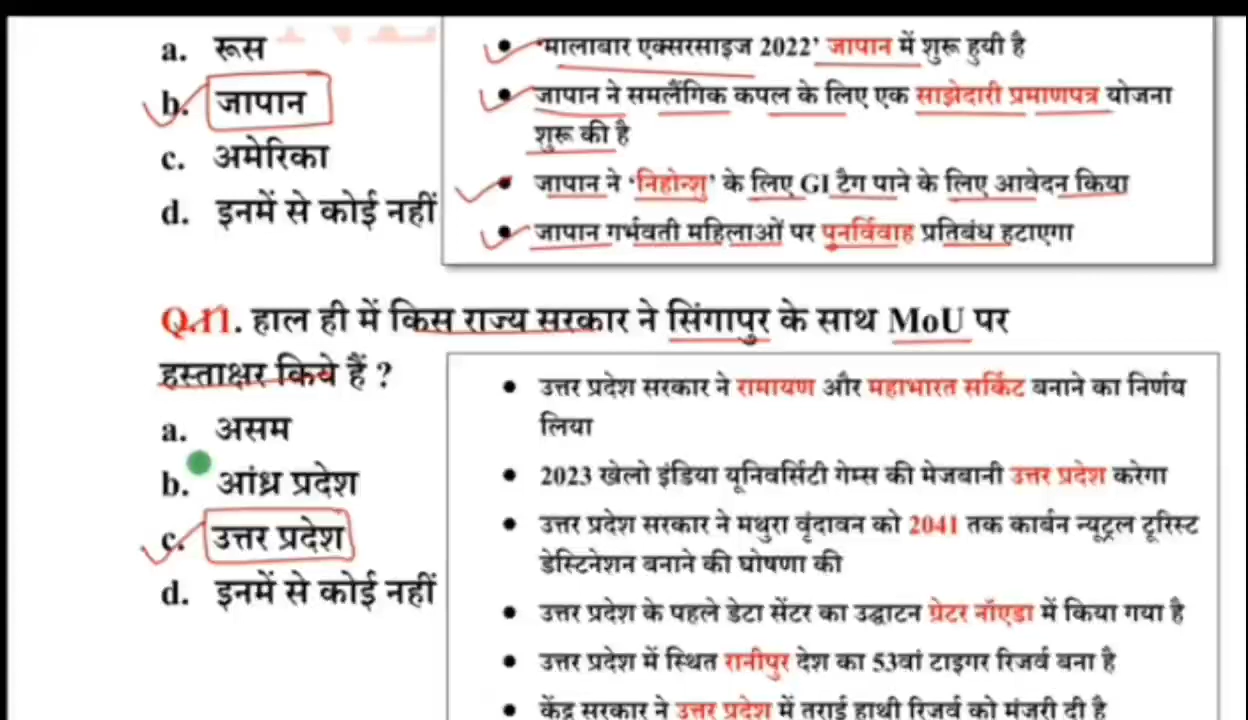 a. रूस
b. जापान
c. अमेरिका
d. इनमें से कोई नहीं
• 'मालाबार एक्सरसाइज 2022' जापान में शुरू हुयी है
• जापान ने समलैंगिक कपल के लिए एक साझेदारी प्रमाणपत्र योजना
शुरू की है
• जापान ने 'निहोन्शु' के लिए GI टैग पाने के लिए आवेदन किया
• जापान गर्भवती महिलाओं पर पुनर्विवाह प्रतिबंध हटाएगा
Q.11. हाल ही में किस राज्य सरकार ने सिंगापुर के साथ MoU पर
हस्ताक्षर किये हैं ?
a. असम
b. आंध्र प्रदेश
c. उत्तर प्रदेश
d. इनमें से कोई नहीं
• उत्तर प्रदेश सरकार ने रामायण और महाभारत सर्किट बनाने का निर्णय
लिया
• 2023 खेलो इंडिया यूनिवर्सिटी गेम्स की मेजबानी उत्तर प्रदेश करेगा
• उत्तर प्रदेश सरकार ने मथुरा वृंदावन को 2041 तक कार्बन न्यूट्रल टूरिस्ट
डेस्टिनेशन बनाने की घोषणा की
• उत्तर प्रदेश के पहले डेटा सेंटर का उद्घाटन ग्रेटर नॉएडा में किया गया है
• उत्तर प्रदेश में स्थित रानीपुर देश का 53वां टाइगर रिजर्व बना है
• केंद्र सरकार ने उत्तर प्रदेश में तराई हाथी रिजर्व को मंजूरी दी है